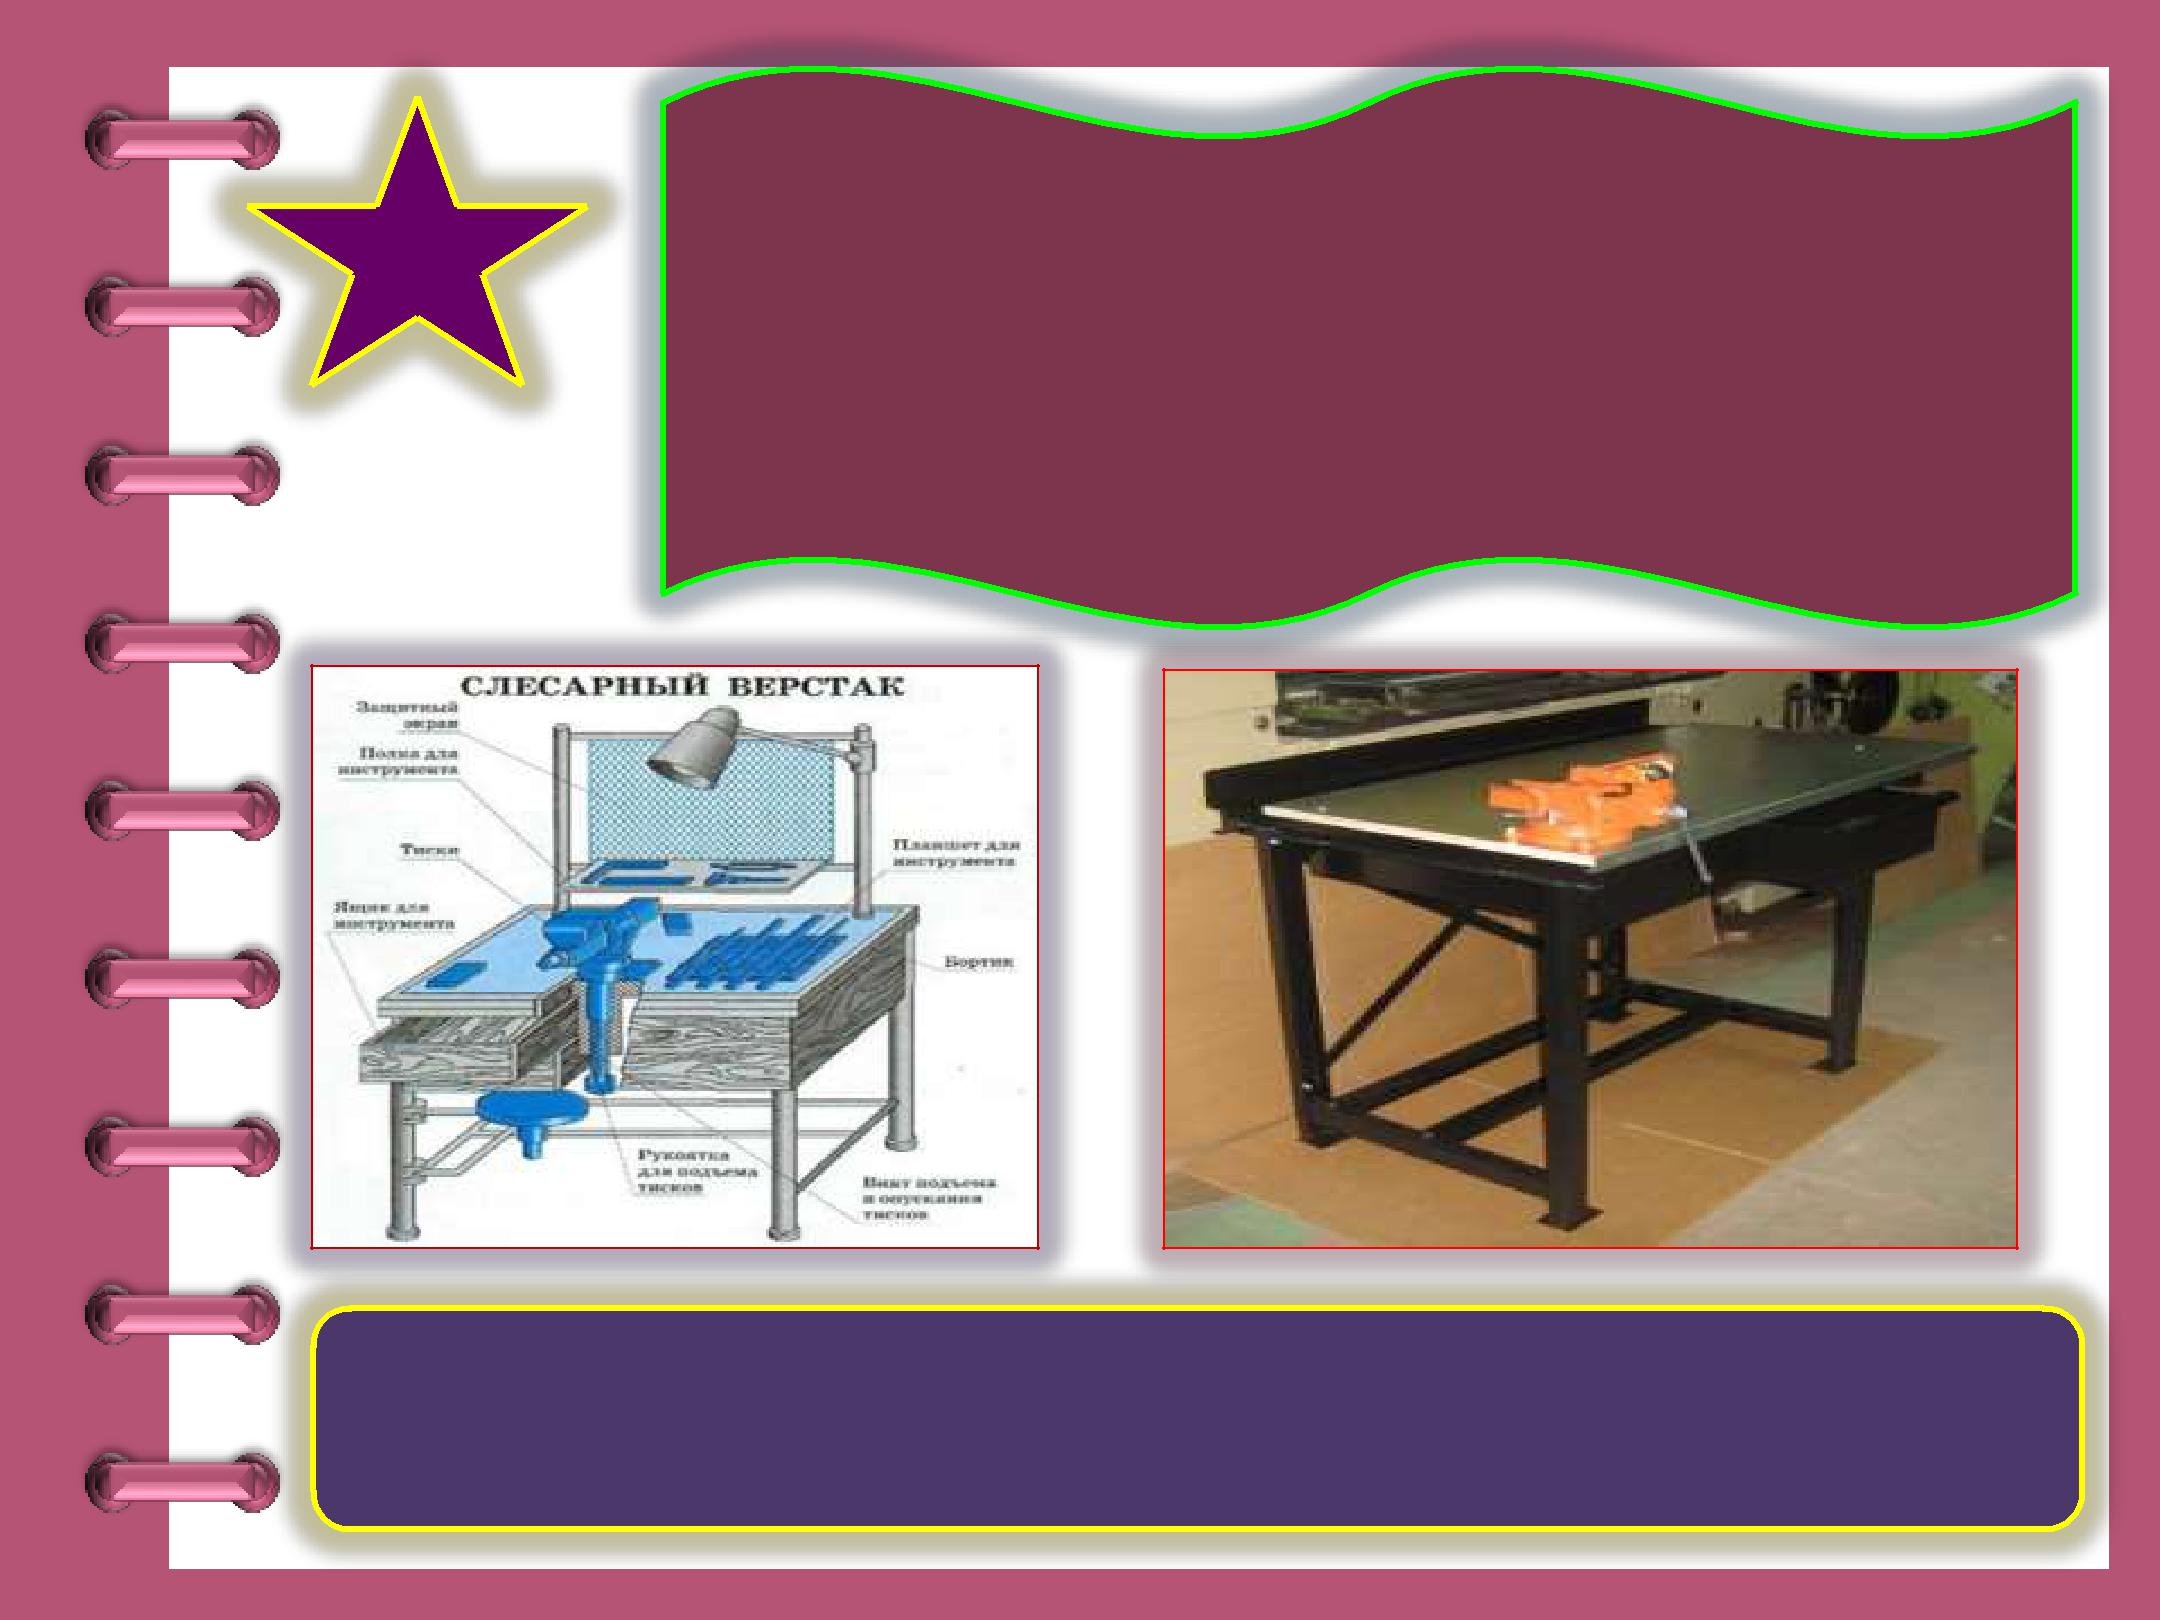 СЛЕСАРНЫЙ ВЕРСТАК
Защитный
экран
Полка для
инструмента
Тиски
Планшет для
инструмента
Ящик для
инструмента
Бортик
Рукоятка
для подъема
тисков
Винт подъема
и опускания
тисков